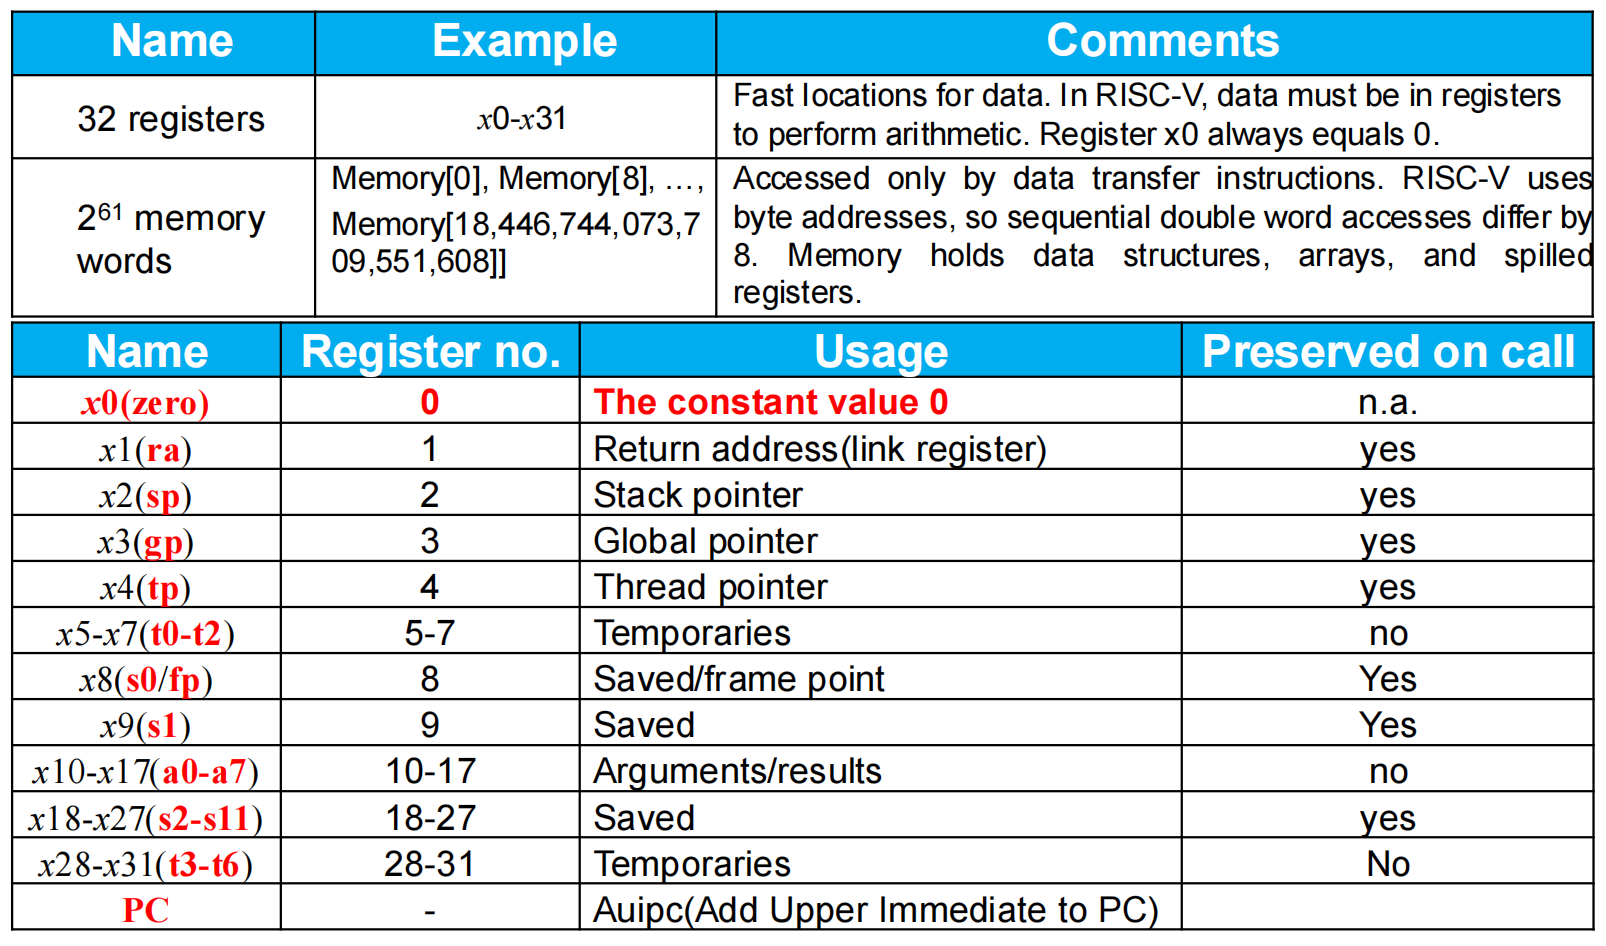 Name Example Comments
32 registers x0-x31 Fast locations for data. In RISC-V, data must be in registers
to perform arithmetic. Register x0 always equals 0.
2^61 memory
words
Memory[0], Memory[8], ...,
Memory[18,446,744,073,7
09,551,608]]
Accessed only by data transfer instructions. RISC-V uses
byte addresses, so sequential double word accesses differ by
8. Memory holds data structures, arrays, and spilled
registers.
Name Register no. Usage Preserved on call
x0(zero) 0 The constant value 0 n.a.
x1(ra) 1 Return address(link register) yes
x2(sp) 2 Stack pointer yes
x3(gp) 3 Global pointer yes
x4(tp) 4 Thread pointer yes
x5-x7(t0-t2) 5-7 Temporaries no
x8(s0/fp) 8 Saved/frame point Yes
x9(s1) 9 Saved Yes
x10-x17(a0-a7) 10-17 Arguments/results no
x18-x27(s2-s11) 18-27 Saved yes
x28-x31(t3-t6) 28-31 Temporaries No
PC - Auipc(Add Upper Immediate to PC)